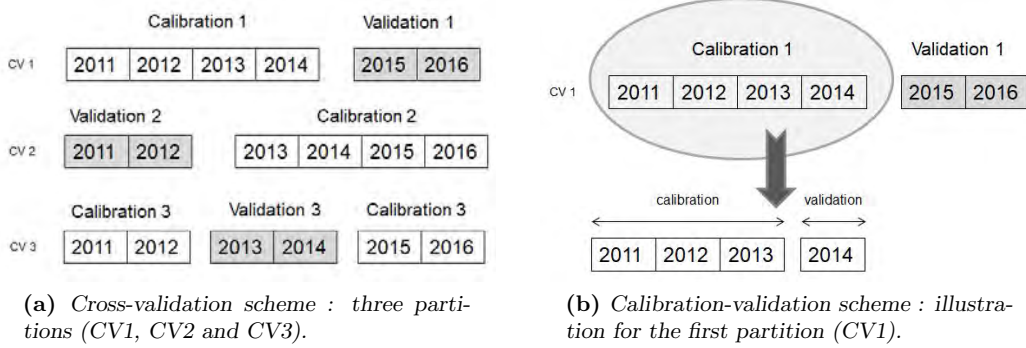 Calibration 1 Validation 1
CV 1 2011 2012 2013 2014 2015 2016
Validation 2 Calibration 2
CV 2 2011 2012 2013 2014 2015 2016
Calibration 3 Validation 3 Calibration 3
CV 3 2011 2012 2013 2014 2015 2016
(a) Cross-validation scheme : three parti-
tions (CV1, CV2 and CV3).
Calibration 1 Validation 1
CV 1 2011 2012 2013 2014 2015 2016
calibration validation
2011 2012 2013 2014
(b) Calibration-validation scheme : illustra-
tion for the first partition (CV1).